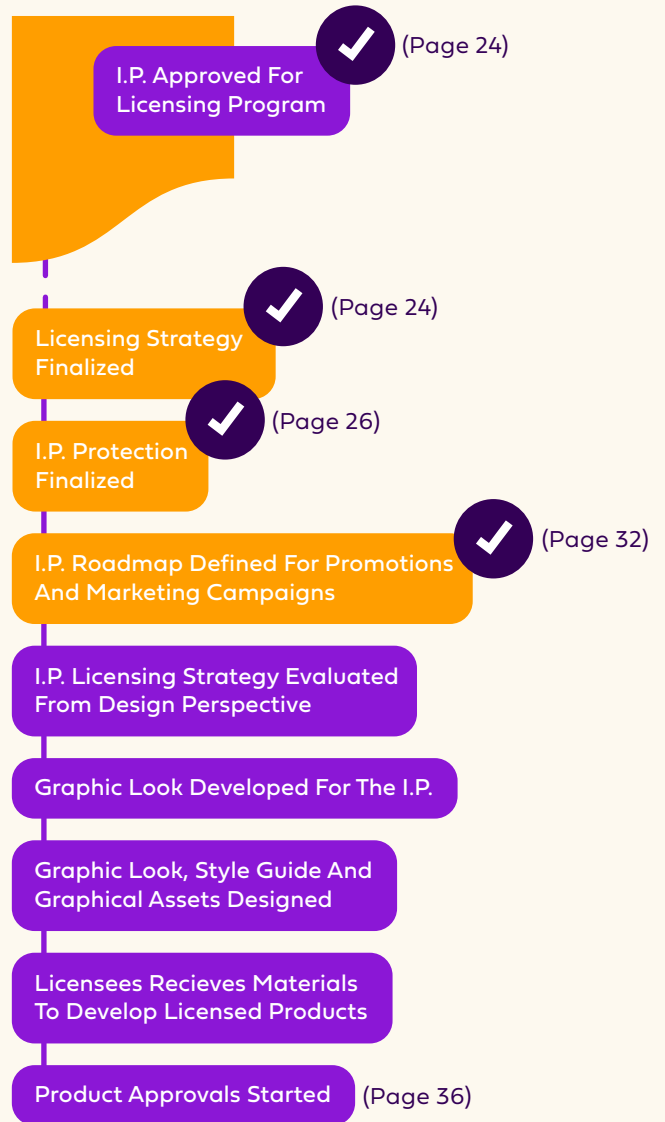 I.P. Approved For
Licensing Program
(Page 24)
Licensing Strategy
Finalized
(Page 24)
I.P. Protection
Finalized
(Page 26)
I.P. Roadmap Defined For Promotions
And Marketing Campaigns
(Page 32)
I.P. Licensing Strategy Evaluated
From Design Perspective
Graphic Look Developed For The I.P.
Graphic Look, Style Guide And
Graphical Assets Designed
Licensees Recieves Materials
To Develop Licensed Products
Product Approvals Started
(Page 36)